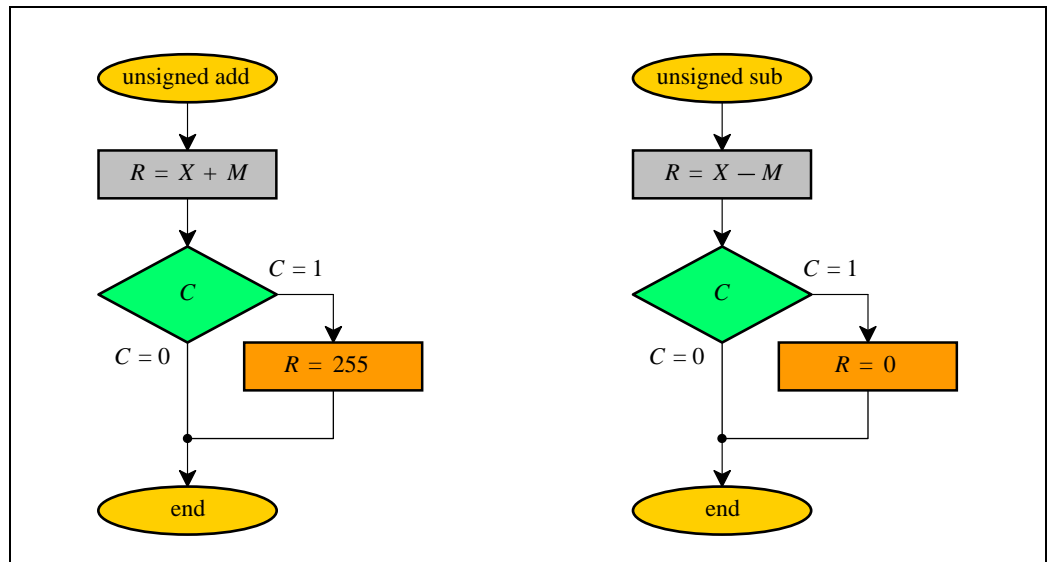 unsigned add
R = X + M
C
C = 1
C = 0
R = 255
end
unsigned sub
R = X – M
C
C = 1
C = 0
R = 0
end